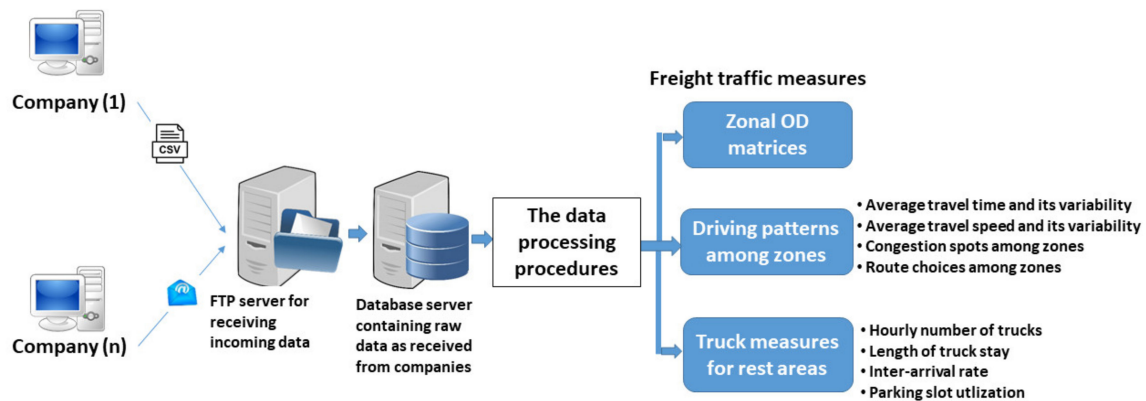 Company (1)
CSV
@
Company (n)
FTP server for
receiving
incoming data
Database server
containing raw
data as received
from companies
The data
processing
procedures
Freight traffic measures
Zonal OD
matrices
Driving patterns
among zones
• Average travel time and its variability
• Average travel speed and its variability
• Congestion spots among zones
• Route choices among zones
Truck measures
for rest areas
• Hourly number of trucks
• Length of truck stay
• Inter-arrival rate
• Parking slot utlization